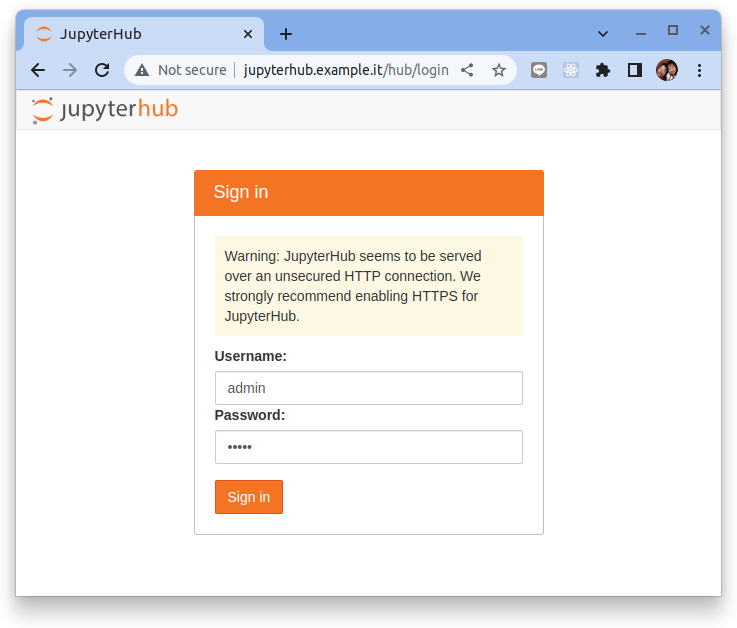 JupyterHub
Not secure jupyterhub.example.it/hub/login
jupyterhub
Sign in
Warning: JupyterHub seems to be served
over an unsecured HTTP connection. We
strongly recommend enabling HTTPS for
JupyterHub.
Username:
admin
Password:
•••••
Sign in